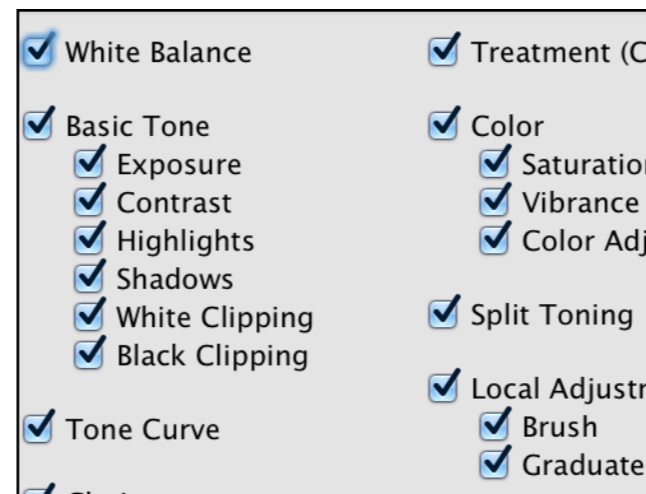 White Balance
Basic Tone
Exposure
Contrast
Highlights
Shadows
White Clipping
Black Clipping
Tone Curve
Treatment (C
Color
Saturation
Vibrance
Color Adj
Split Toning
Local Adjustr
Brush
Graduate